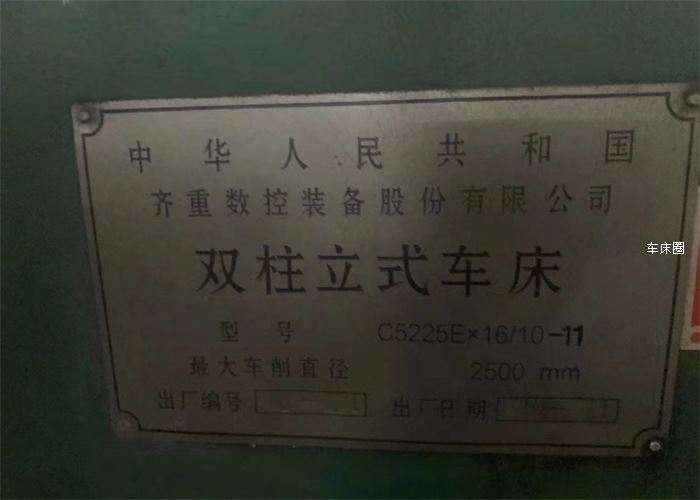 中华人民共和国
齐重数控装备股份有限公司
双柱立式车床
型号 C5225E×16/10-11
最大车削直径 2500 mm
出厂编号 出厂日期
车床圈